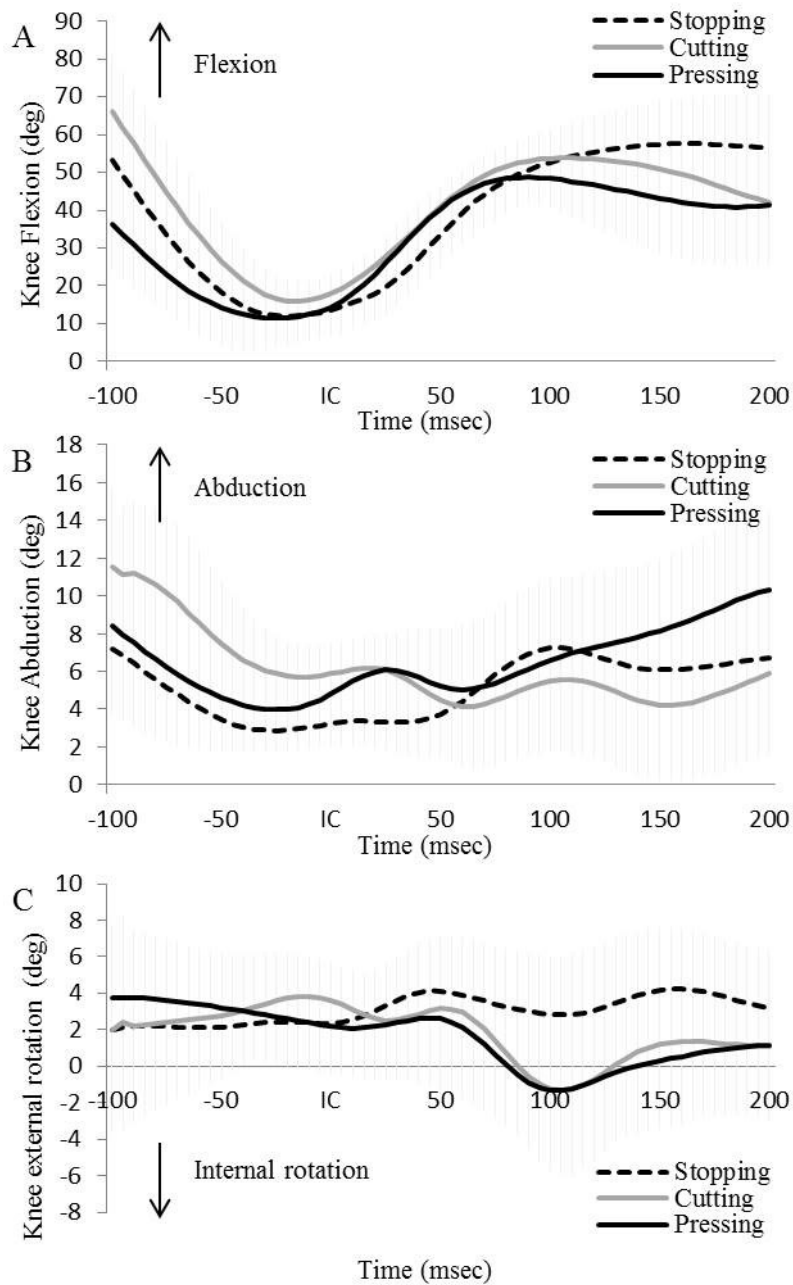 A
Knee Flexion (deg)
90
80
70
60
50
40
30
20
10
0
Flexion
Stopping
Cutting
Pressing
-100 -50 IC 50 100 150 200
Time (msec)
B
Knee Abduction (deg)
18
16
14
12
10
8
6
4
2
0
Abduction
Stopping
Cutting
Pressing
-100 -50 IC 50 100 150 200
Time (msec)
C
Knee external rotation (deg)
10
8
6
4
2
0
-2
-4
-6
-8
-100 -50 IC 50 100 150 200
Internal rotation
Stopping
Cutting
Pressing
Time (msec)